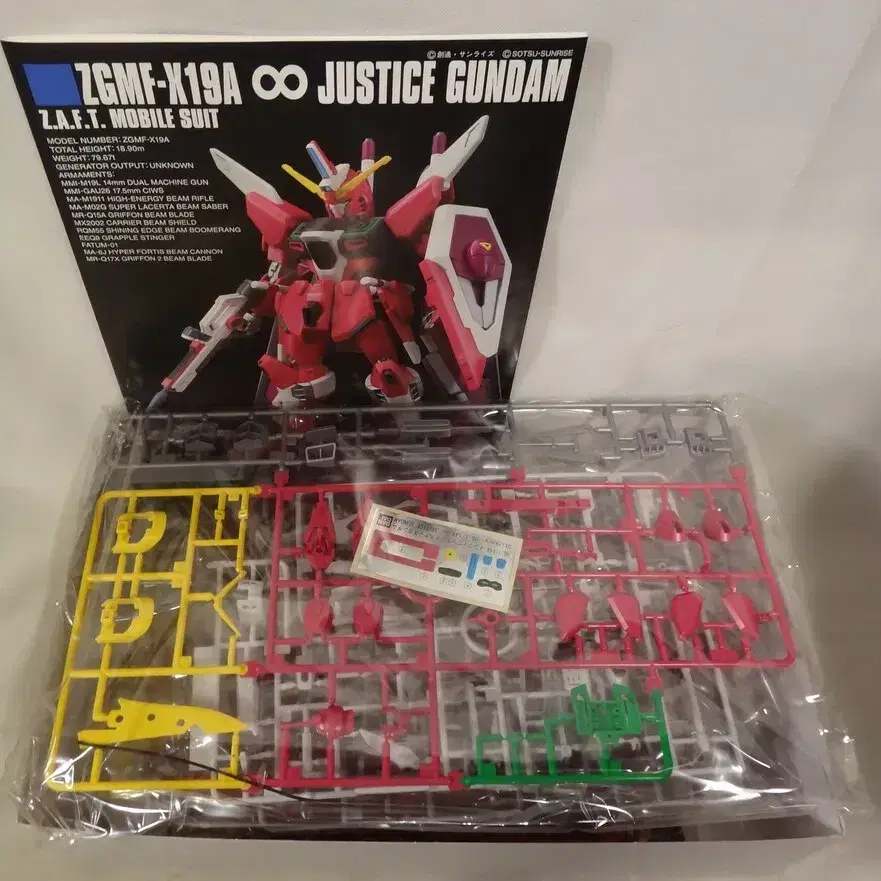 ©創通・サンライズ ©SOTSU・SUNRISE
ZGMF-X19A ∞ JUSTICE GUNDAM
Z.A.F.T. MOBILE SUIT
MODEL NUMBER: ZGMF-X19A
TOTAL HEIGHT: 18.90m
WEIGHT: 79.67t
GENERATOR OUTPUT: UNKNOWN
ARMAMENTS:
MMI-M19L 14mm DUAL MACHINE GUN
MMI-GAU26 17.5mm CIWS
MA-M1911 HIGH-ENERGY BEAM RIFLE
MA-M02G SUPER LACERTA BEAM SABER
MR-Q15A GRIFFON BEAM BLADE
MX2002 CARRIER BEAM SHIELD
RQM55 SHINING EDGE BEAM BOOMERANG
EEQ8 GRAPPLE STINGER
FATUM-01
MA-6J HYPER FORTIS BEAM CANNON
MR-Q17X GRIFFON 2 BEAM BLADE